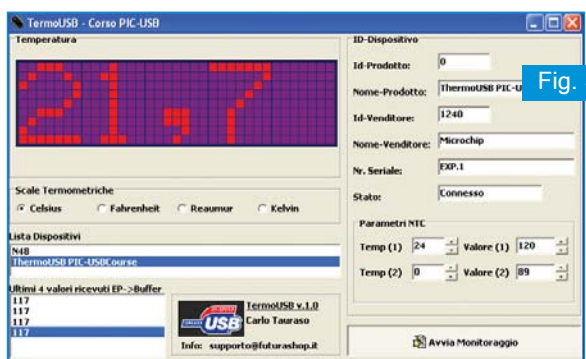 TermoUSB - Corso PIC-USB
Temperatura
21,7
Scale Termometriche
Celsius Fahrenheit Reaumur Kelvin
Lista Dispositivi
N48
ThermoUSB PIC-USBCourse
Ultimi 4 valori ricevuti EP->Buffer
117
117
117
117
USB
TermoUSB v.1.0
Carlo Tauraso
Info: supporto@futurashop.it
ID-Dispositivo
Id-Prodotto: 0
Nome-Prodotto: ThermoUSB PIC-U
Fig.
Id-Venditore: 1240
Nome-Venditore: Microchip
Nr. Seriale: EXP.1
Stato: Connesso
Parametri NTC
Temp (1) 24 Valore (1) 120
Temp (2) 0 Valore (2) 89
Avvia Monitoraggio